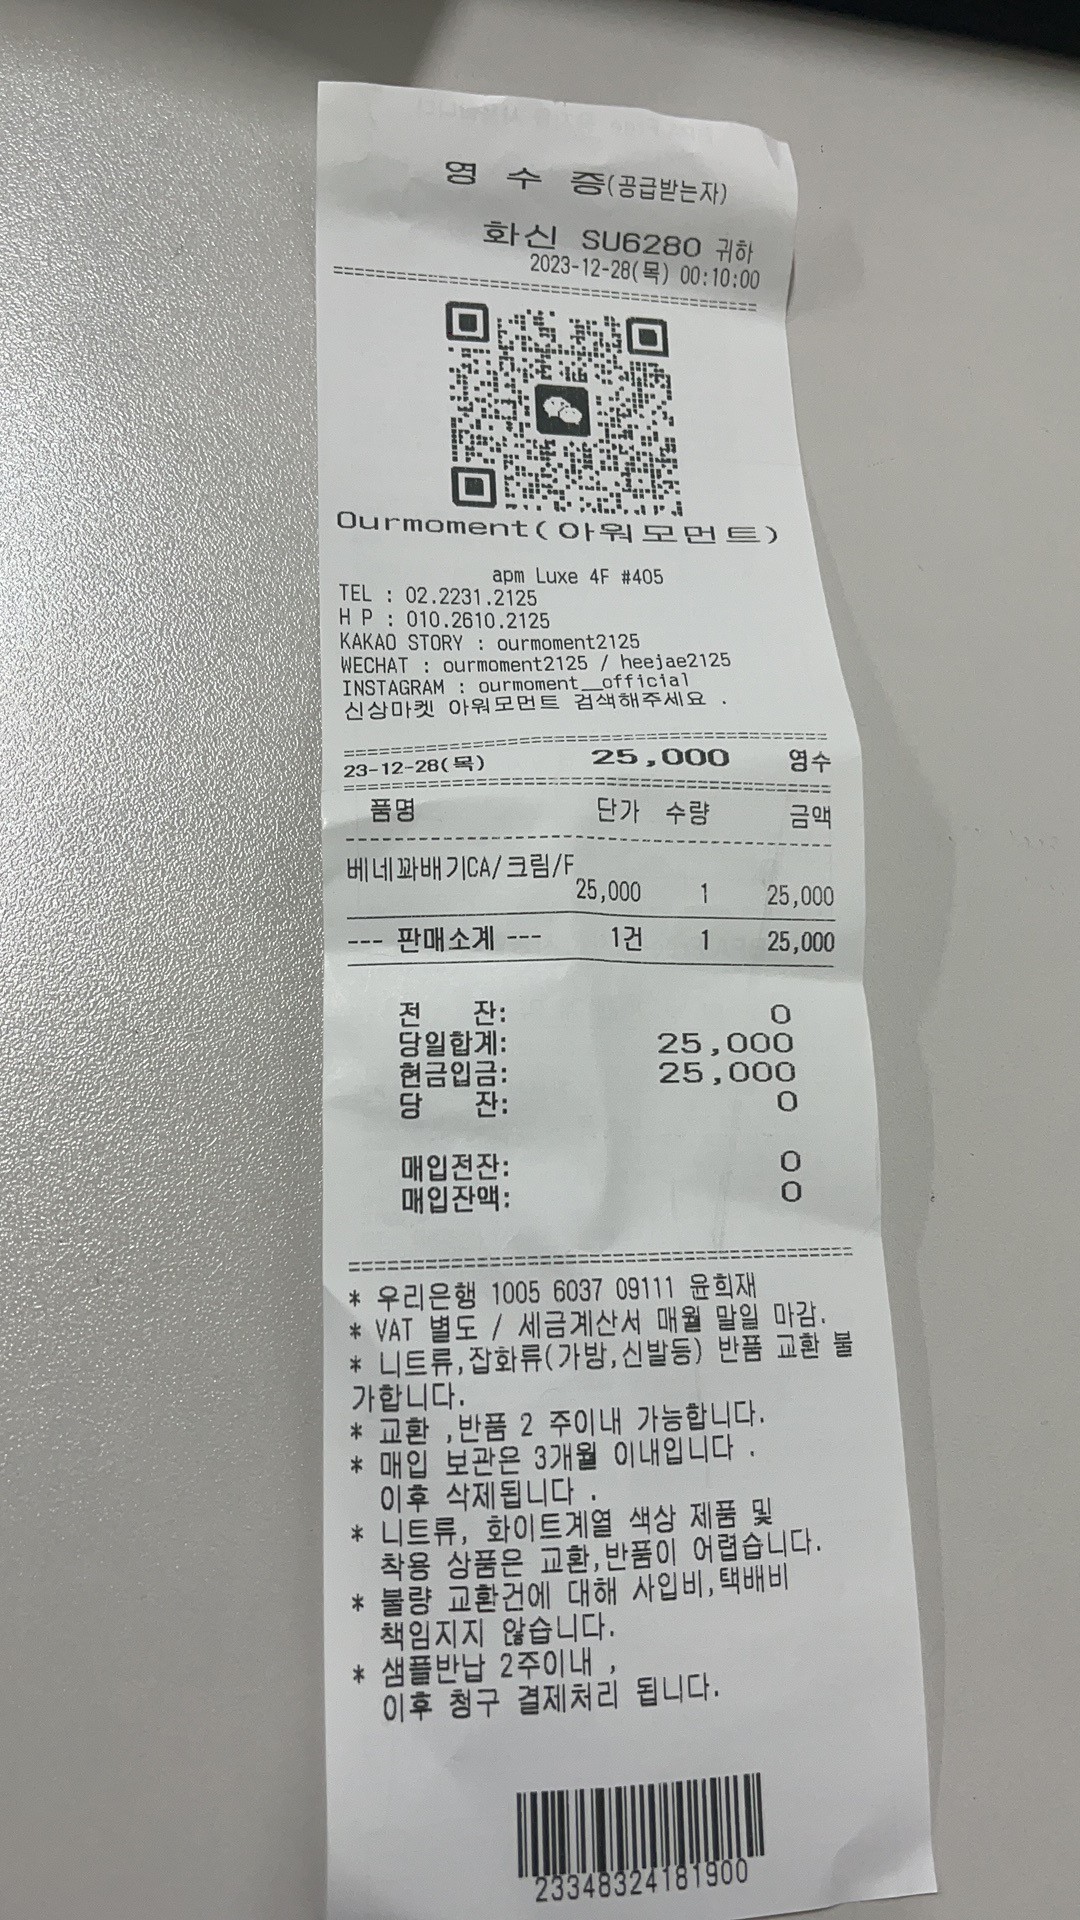 영 수 증(공급받는자)
화신 SU6280 귀하
2023-12-28(목) 00:10:00
Ourmoment(아워모먼트)
apm Luxe 4F #405
TEL : 02.2231.2125
H P : 010.2610.2125
KAKAO STORY : ourmoment2125
WECHAT : ourmoment2125 / heejae2125
INSTAGRAM : ourmoment__official
신상마켓 아워모먼트 검색해주세요 .
23-12-28(목) 25,000 영수
품명 단가 수량 금액
베네꽈배기CA/크림/F
25,000 1 25,000
--- 판매소계 --- 1건 1 25,000
전 잔: 0
당일합계: 25,000
현금입금: 25,000
당 잔: 0
매입전잔: 0
매입잔액: 0
* 우리은행 1005 6037 09111 윤희재
* VAT 별도 / 세금계산서 매월 말일 마감.
* 니트류,잡화류(가방,신발등) 반품 교환 불
가합니다.
* 교환 ,반품 2 주이내 가능합니다.
* 매입 보관은 3개월 이내입니다 .
이후 삭제됩니다 .
* 니트류, 화이트계열 색상 제품 및
착용 상품은 교환,반품이 어렵습니다.
* 불량 교환건에 대해 사입비,택배비
책임지지 않습니다.
* 샘플반납 2주이내 ,
이후 청구 결제처리 됩니다.
23348324181900